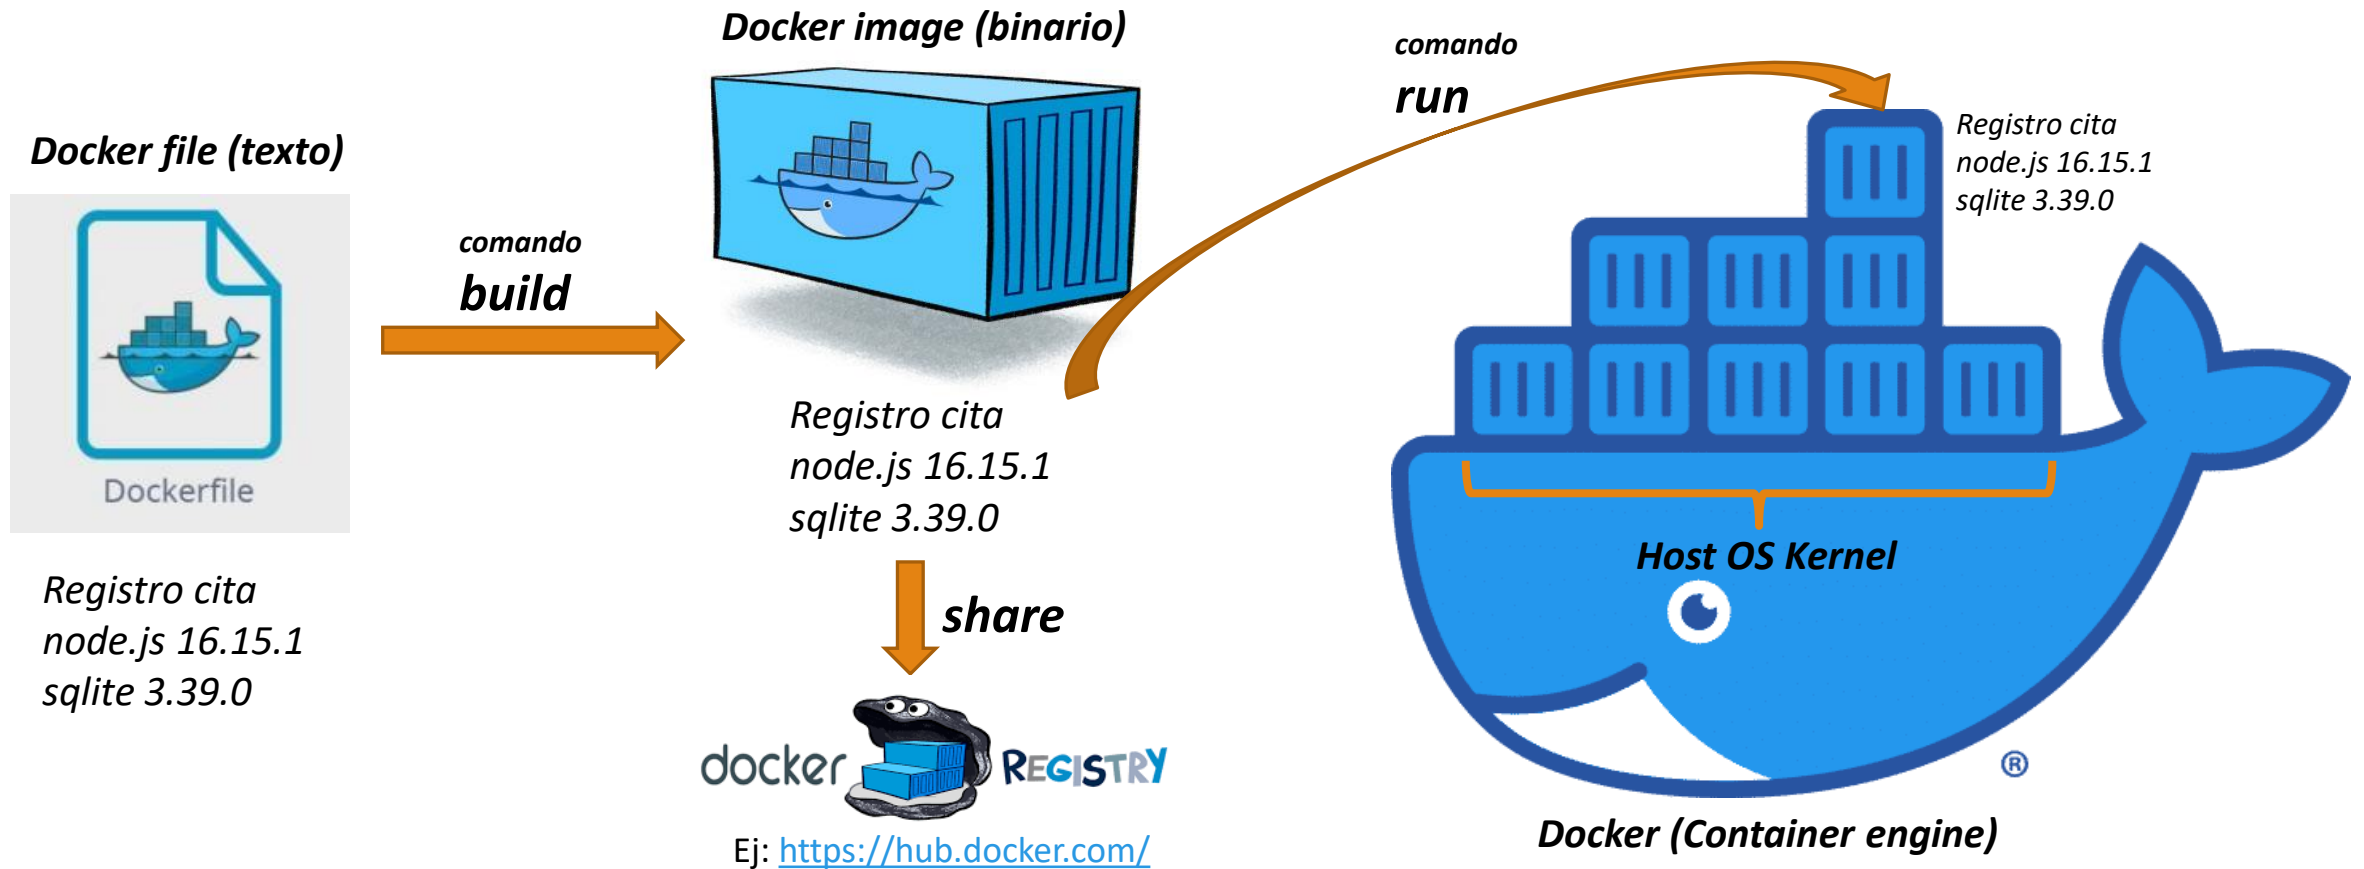 Docker file (texto)
Dockerfile
Registro cita
node.js 16.15.1
sqlite 3.39.0
comando
build
Docker image (binario)
Registro cita
node.js 16.15.1
sqlite 3.39.0
share
docker REGISTRY
Ej: https://hub.docker.com/
comando
run
Registro cita
node.js 16.15.1
sqlite 3.39.0
Host OS Kernel
®
Docker (Container engine)